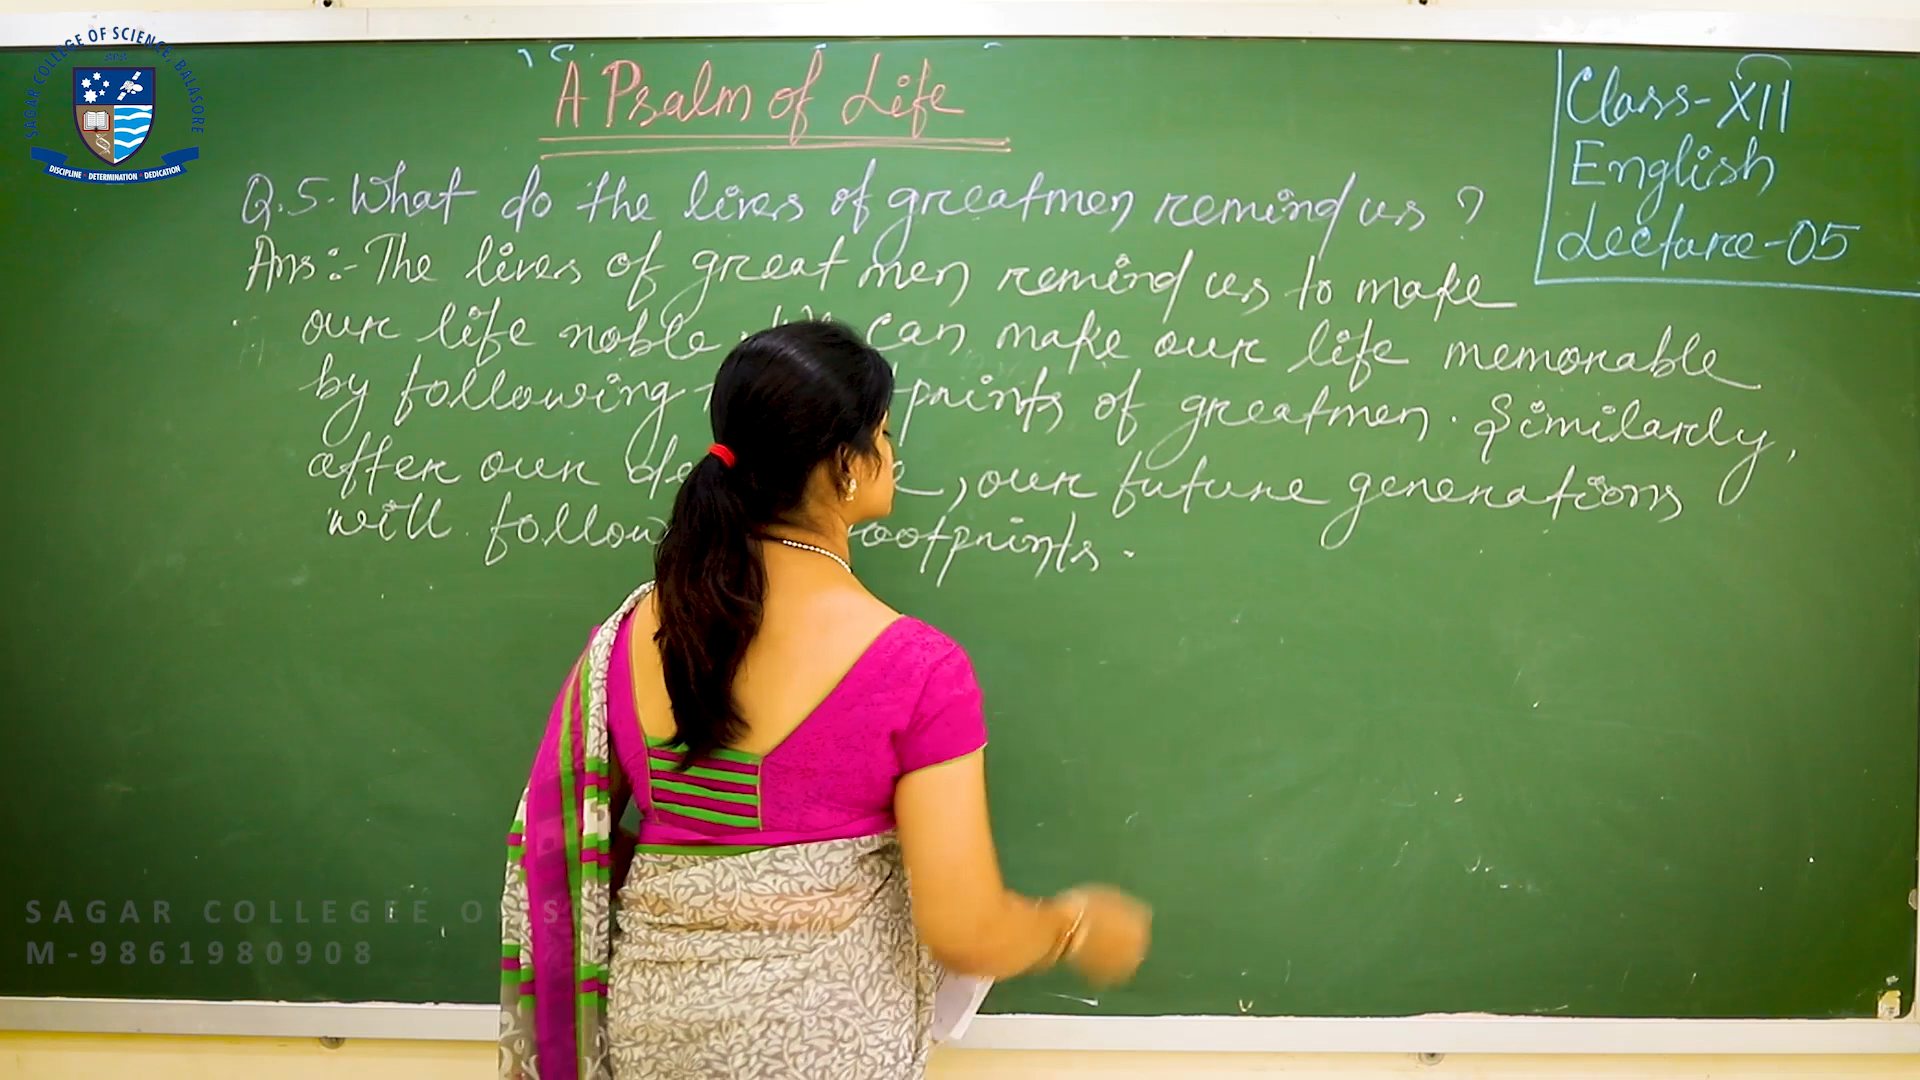 SAGAR COLLEGE OF SCIENCE, BALASORE
DISCIPLINE DETERMINATION DEDICATION
A Psalm of Life
Class-XII
English
Lecture-05
Q.5. What do the lives of greatmen remind us ?
Ans:- The lives of great men remind us to make
our life noble. We can make our life memorable
by following prints of greatmen. Similarly,
after our , our future generations
will follow footprints.
SAGAR COLLEGEE O S
M-9861980908